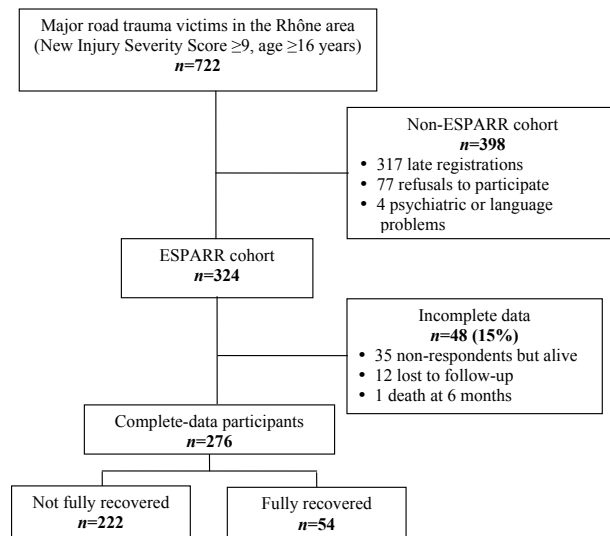 Major road trauma victims in the Rhône area
(New Injury Severity Score ≥9, age ≥16 years)
n=722
Non-ESPARR cohort
n=398
• 317 late registrations
• 77 refusals to participate
• 4 psychiatric or language
problems
ESPARR cohort
n=324
Incomplete data
n=48 (15%)
• 35 non-respondents but alive
• 12 lost to follow-up
• 1 death at 6 months
Complete-data participants
n=276
Not fully recovered
n=222
Fully recovered
n=54